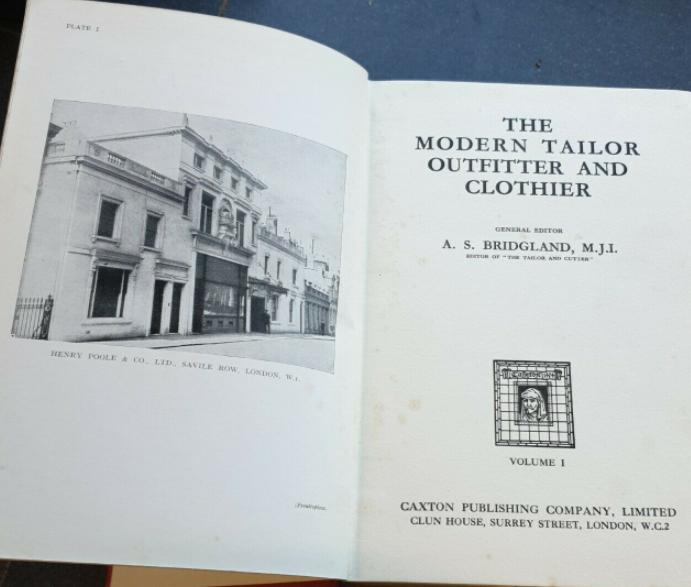 PLATE I
HENRY POOLE & CO., LTD., SAVILE ROW, LONDON, W.1.
[Frontispiece.
THE
MODERN TAILOR
OUTFITTER AND
CLOTHIER
GENERAL EDITOR
A. S. BRIDGLAND, M.J.I.
EDITOR OF "THE TAILOR AND CUTTER"
VOLUME I
CAXTON PUBLISHING COMPANY, LIMITED
CLUN HOUSE, SURREY STREET, LONDON, W.C.2